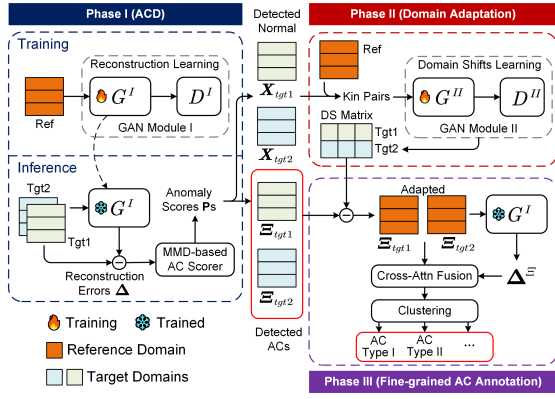 Phase I (ACD)
Training
Reconstruction Learning
G^I
D^I
Ref
GAN Module I
Inference
Tgt2
Tgt1
G^I
Anomaly
Scores Ps
MMD-based
AC Scorer
Reconstruction
Errors Δ
Detected
Normal
X_tgt1
X_tgt2
Ξ_tgt1
Ξ_tgt2
Detected
ACs
Phase II (Domain Adaptation)
Ref
Domain Shifts Learning
Kin Pairs
G^II
D^II
DS Matrix
GAN Module II
Tgt1
Tgt2
Adapted
Ξ_tgt1
Ξ_tgt2
G^I
Cross-Attn Fusion
Δ^Ξ
Clustering
AC
Type I
AC
Type II
...
Phase III (Fine-grained AC Annotation)
Training
Trained
Reference Domain
Target Domains